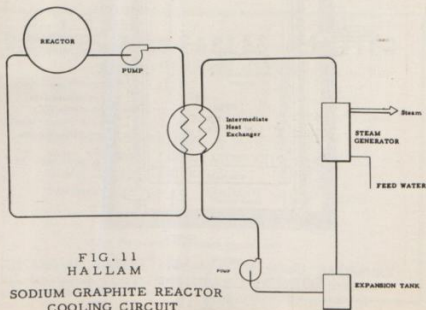 REACTOR
PUMP
Intermediate
Heat
Exchanger
Steam
STEAM
GENERATOR
FEED WATER
PUMP
EXPANSION TANK
FIG. 11
HALLAM
SODIUM GRAPHITE REACTOR
COOLING CIRCUIT